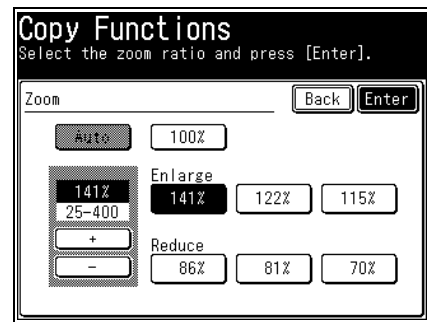 Copy Functions
Select the zoom ratio and press [Enter].
Zoom Back Enter
Auto 100%
Enlarge
141% 141% 122% 115%
25-400
+
Reduce
− 86% 81% 70%